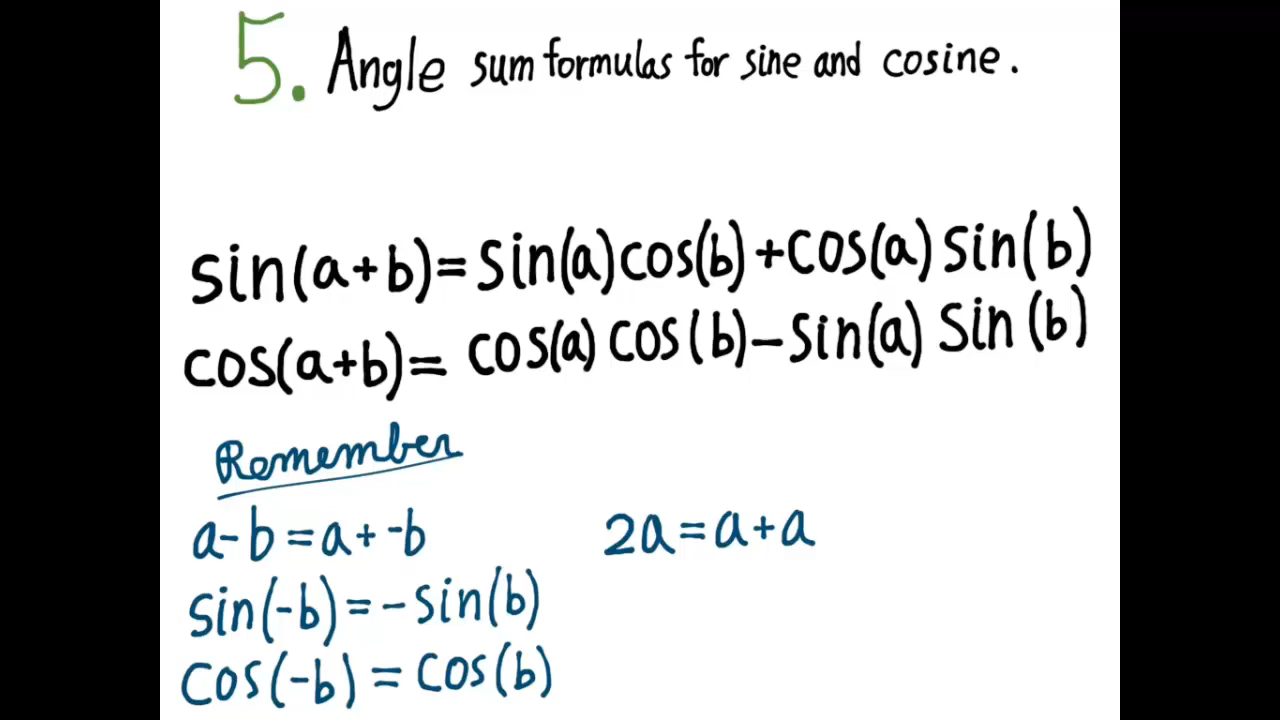 5. Angle sum formulas for sine and cosine.
sin(a+b)=sin(a)cos(b)+cos(a)sin(b)
cos(a+b)=cos(a)cos(b)-sin(a)sin(b)
Remember
a-b=a+-b 2a=a+a
sin(-b)=-sin(b)
cos(-b)=cos(b)